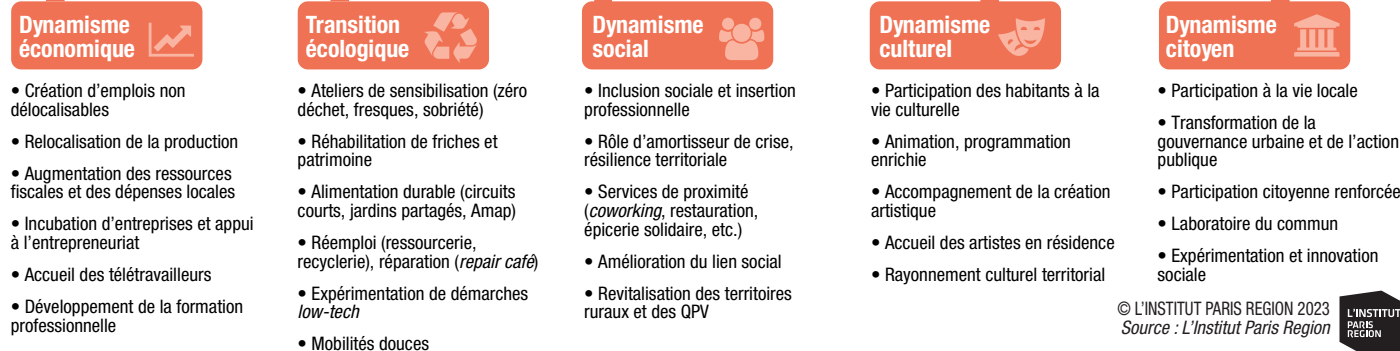 Dynamisme
économique
• Création d’emplois non
délocalisables
• Relocalisation de la production
• Augmentation des ressources
fiscales et des dépenses locales
• Incubation d’entreprises et appui
à l’entrepreneuriat
• Accueil des télétravailleurs
• Développement de la formation
professionnelle
Transition
écologique
• Ateliers de sensibilisation (zéro
déchet, fresques, sobriété)
• Réhabilitation de friches et
patrimoine
• Alimentation durable (circuits
courts, jardins partagés, Amap)
• Réemploi (ressourcerie,
recyclerie), réparation (repair café)
• Expérimentation de démarches
low-tech
• Mobilités douces
Dynamisme
social
• Inclusion sociale et insertion
professionnelle
• Rôle d’amortisseur de crise,
résilience territoriale
• Services de proximité
(coworking, restauration,
épicerie solidaire, etc.)
• Amélioration du lien social
• Revitalisation des territoires
ruraux et des QPV
Dynamisme
culturel
• Participation des habitants à la
vie culturelle
• Animation, programmation
enrichie
• Accompagnement de la création
artistique
• Accueil des artistes en résidence
• Rayonnement culturel territorial
Dynamisme
citoyen
• Participation à la vie locale
• Transformation de la
gouvernance urbaine et de l’action
publique
• Participation citoyenne renforcée
• Laboratoire du commun
• Expérimentation et innovation
sociale
© L’INSTITUT PARIS REGION 2023
Source : L’Institut Paris Region
L’INSTITUT
PARIS
REGION